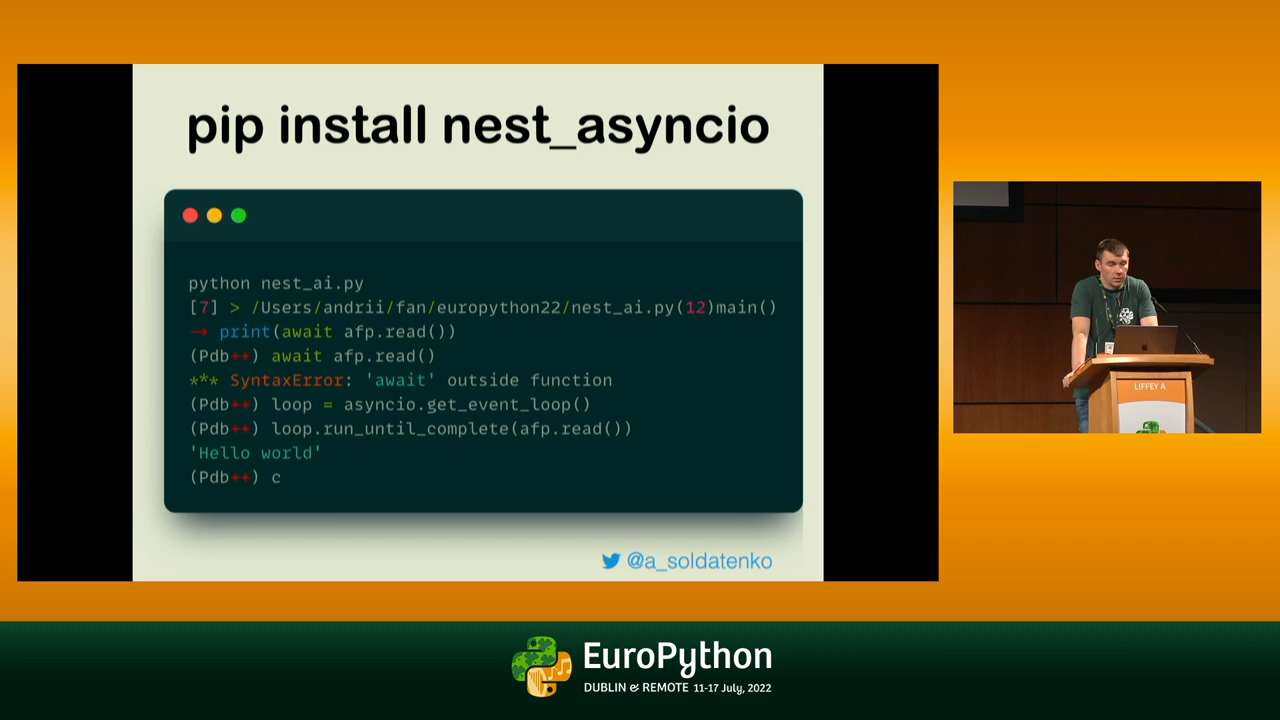 pip install nest_asyncio
python nest_ai.py
[7] > /Users/andrii/fan/europython22/nest_ai.py(12)main()
→ print(await afp.read())
(Pdb++) await afp.read()
*** SyntaxError: 'await' outside function
(Pdb++) loop = asyncio.get_event_loop()
(Pdb++) loop.run_until_complete(afp.read())
'Hello world'
(Pdb++) c
@a_soldatenko
LIFFEY A
EuroPython
DUBLIN & REMOTE 11-17 July, 2022